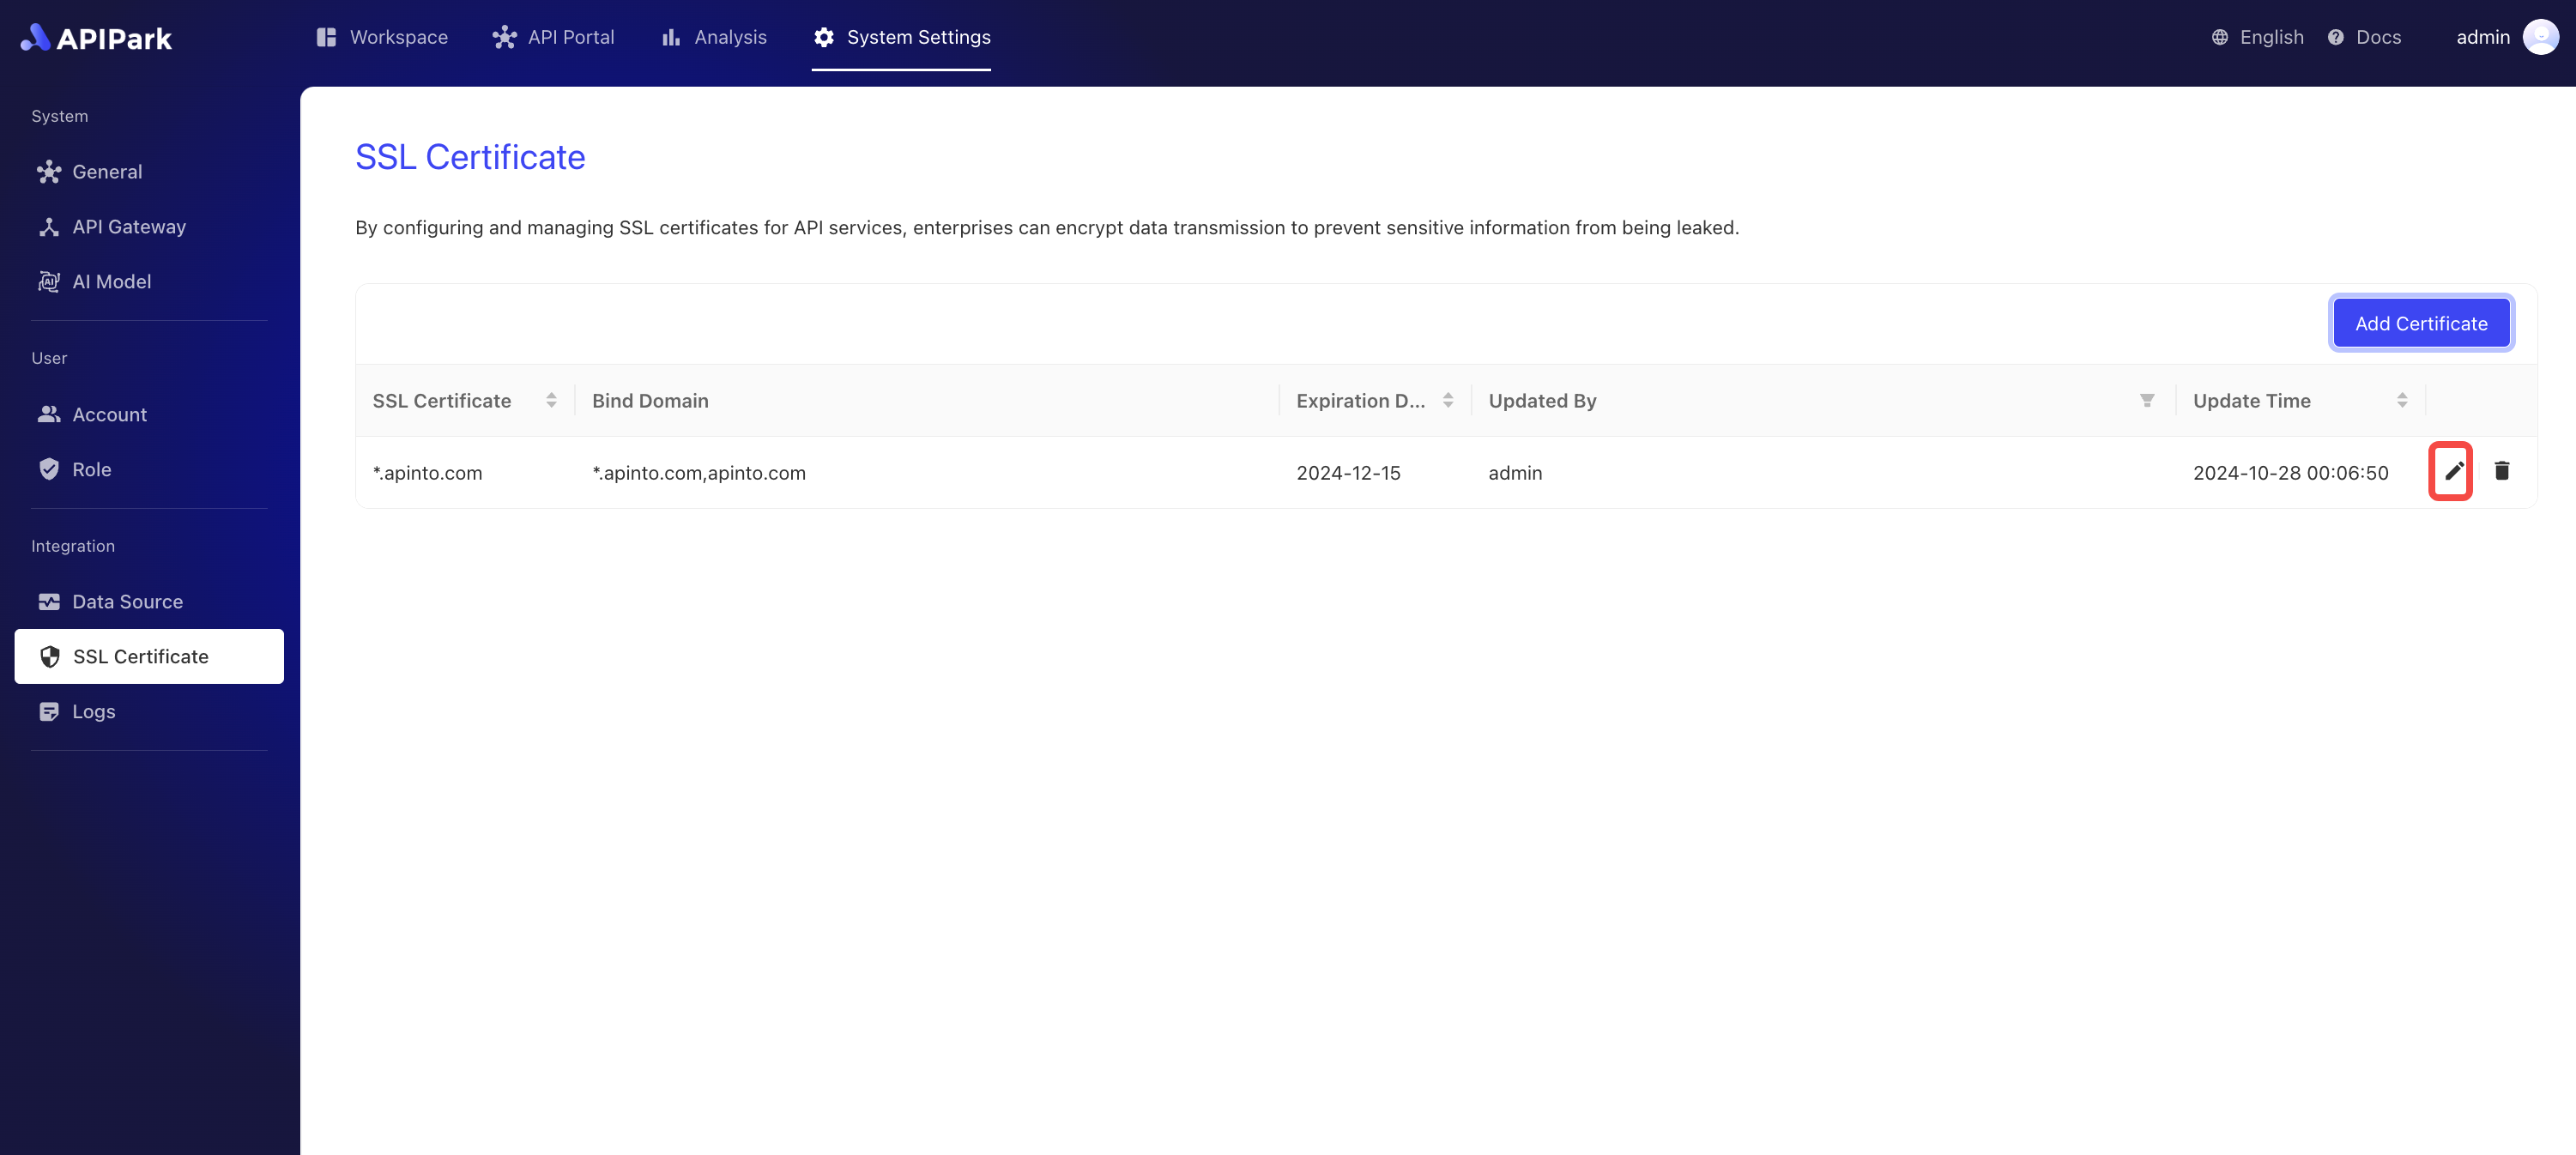 APIPark
Workspace
API Portal
Analysis
System Settings
English
Docs
admin
System
General
API Gateway
AI Model
User
Account
Role
Integration
Data Source
SSL Certificate
Logs
SSL Certificate
By configuring and managing SSL certificates for API services, enterprises can encrypt data transmission to prevent sensitive information from being leaked.
Add Certificate
SSL Certificate Bind Domain Expiration D... Updated By Update Time
*.apinto.com *.apinto.com,apinto.com 2024-12-15 admin 2024-10-28 00:06:50